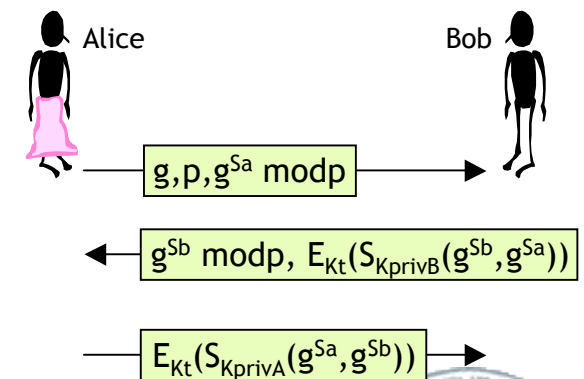 Alice
Bob
g,p,g^Sa modp
g^Sb modp, E_Kt(S_KprivB(g^Sb,g^Sa))
E_Kt(S_KprivA(g^Sa,g^Sb))